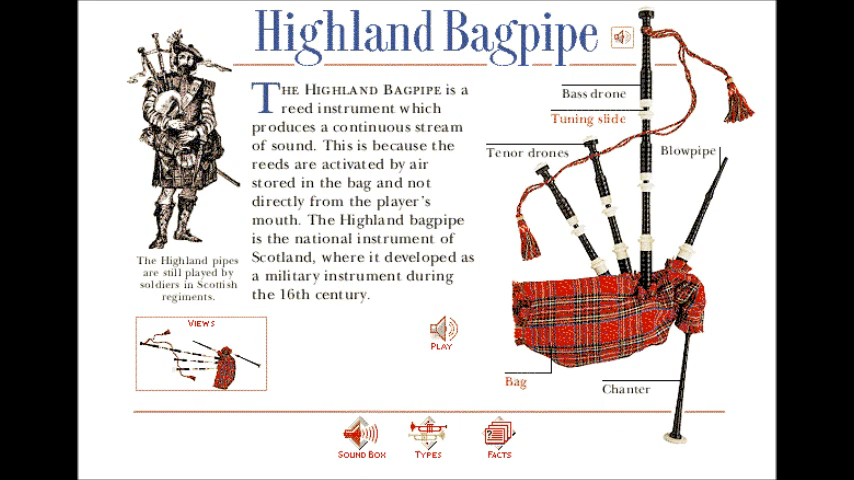 Highland Bagpipe
THE HIGHLAND BAGPIPE is a
reed instrument which
produces a continuous stream
of sound. This is because the
reeds are activated by air
stored in the bag and not
directly from the player's
mouth. The Highland bagpipe
is the national instrument of
Scotland, where it developed as
a military instrument during
the 16th century.
The Highland pipes
are still played by
soldiers in Scottish
regiments.
VIEWS
PLAY
Bass drone
Tuning slide
Tenor drones
Blowpipe
Bag
Chanter
SOUND BOX
TYPES
FACTS